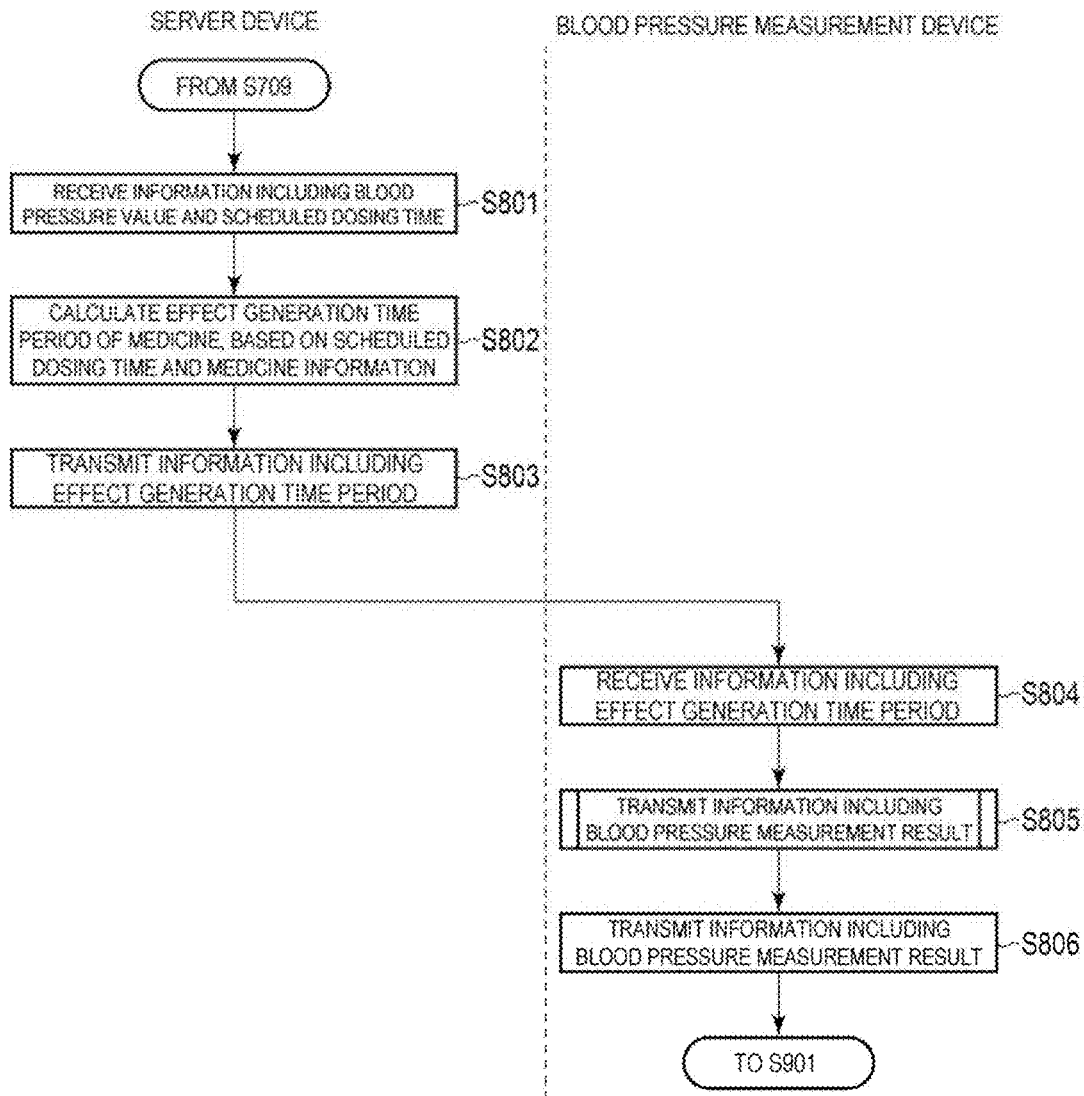 SERVER DEVICE
BLOOD PRESSURE MEASUREMENT DEVICE
FROM S709
RECEIVE INFORMATION INCLUDING BLOOD
PRESSURE VALUE AND SCHEDULED DOSING TIME
S801
CALCULATE EFFECT GENERATION TIME
PERIOD OF MEDICINE, BASED ON SCHEDULED
DOSING TIME AND MEDICINE INFORMATION
S802
TRANSMIT INFORMATION INCLUDING
EFFECT GENERATION TIME PERIOD
S803
RECEIVE INFORMATION INCLUDING
EFFECT GENERATION TIME PERIOD
S804
TRANSMIT INFORMATION INCLUDING
BLOOD PRESSURE MEASUREMENT RESULT
S805
TRANSMIT INFORMATION INCLUDING
BLOOD PRESSURE MEASUREMENT RESULT
S806
TO S901